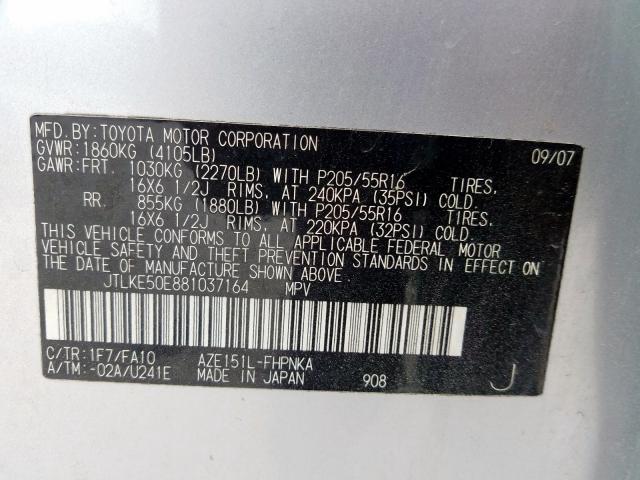 MFD. BY: TOYOTA MOTOR CORPORATION 09/07
GVWR: 1860KG (4105LB)
GAWR: FRT. 1030KG (2270LB) WITH P205/55R16 TIRES,
16X6 1/2J RIMS, AT 240KPA (35PSI) COLD.
RR. 855KG (1880LB) WITH P205/55R16 TIRES,
16X6 1/2J RIMS, AT 220KPA (32PSI) COLD.
THIS VEHICLE CONFORMS TO ALL APPLICABLE FEDERAL MOTOR
VEHICLE SAFETY AND THEFT PREVENTION STANDARDS IN EFFECT ON
THE DATE OF MANUFACTURE SHOWN ABOVE.
JTLKE50E881037164 MPV
C/TR: 1F7/FA10 AZE151L-FHPNKA
A/TM: -02A/U241E MADE IN JAPAN 908 J